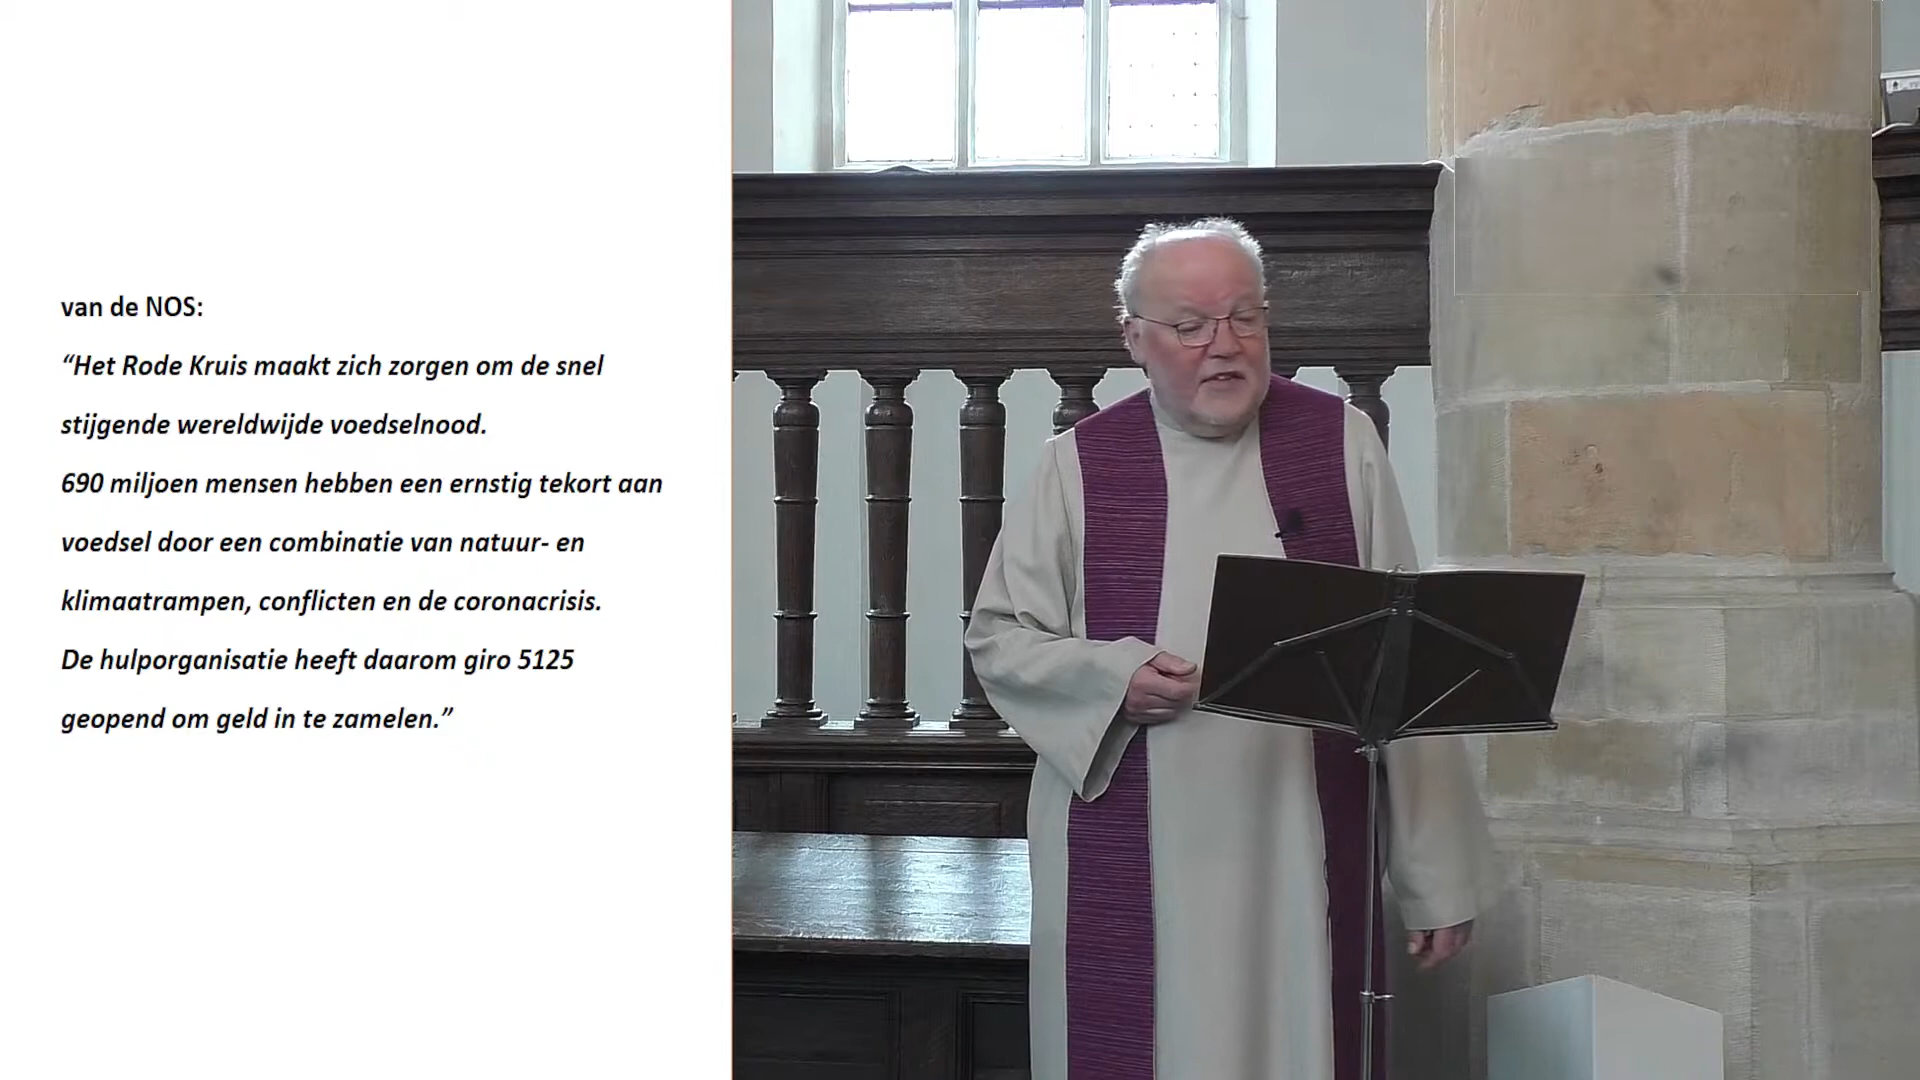 van de NOS:
“Het Rode Kruis maakt zich zorgen om de snel
stijgende wereldwijde voedselnood.
690 miljoen mensen hebben een ernstig tekort aan
voedsel door een combinatie van natuur- en
klimaatrampen, conflicten en de coronacrisis.
De hulporganisatie heeft daarom giro 5125
geopend om geld in te zamelen.”